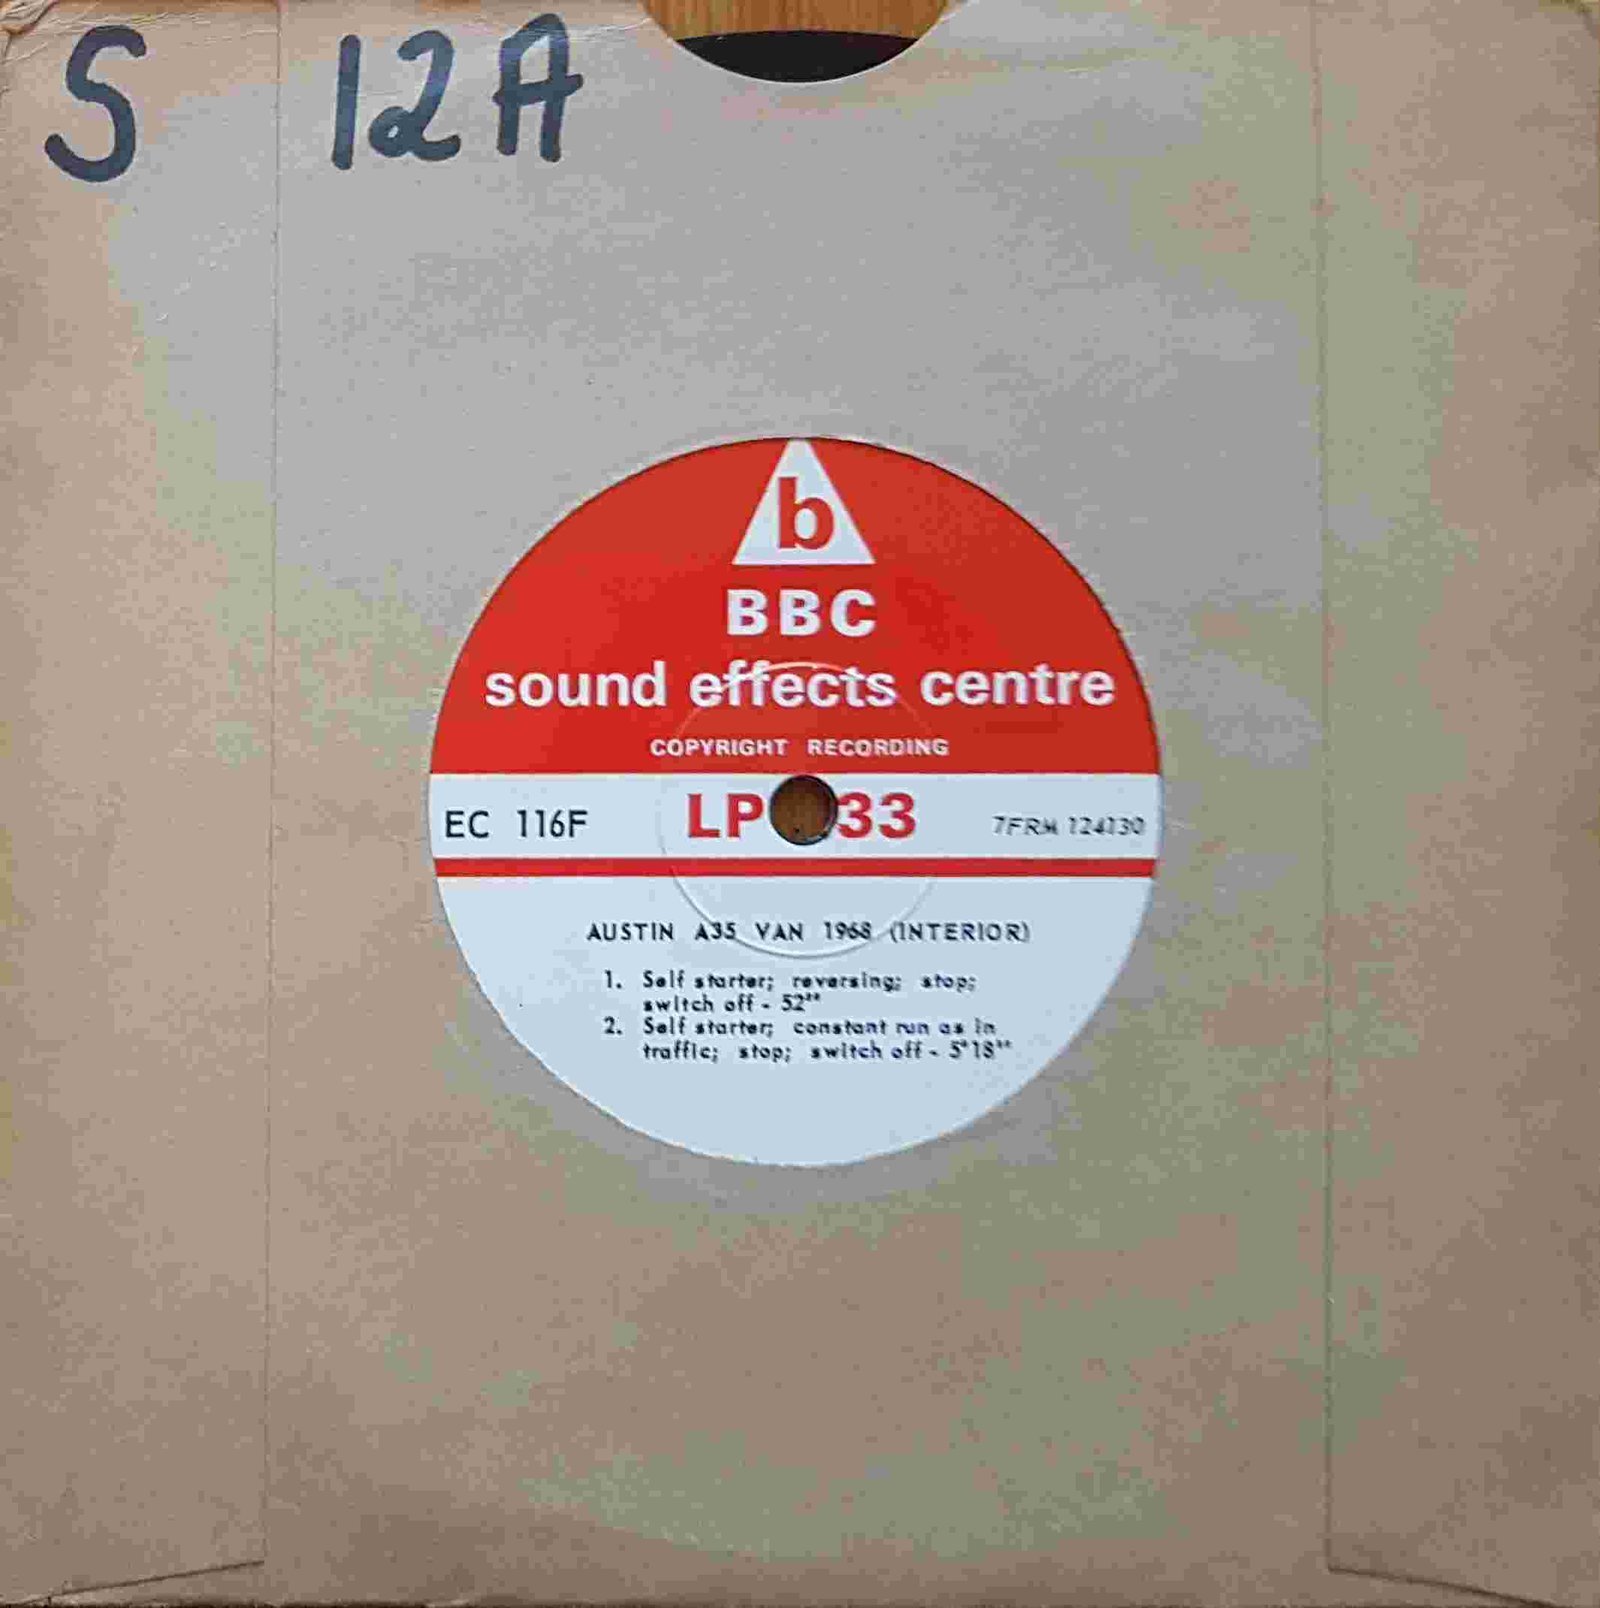 S 12A
b
BBC
sound effects centre
COPYRIGHT RECORDING
EC 116F LP 33 7FRM 124130
AUSTIN A35 VAN 1968 (INTERIOR)
1. Self starter; reversing; stop;
switch off - 52"
2. Self starter; constant run as in
traffic; stop; switch off - 5'18"